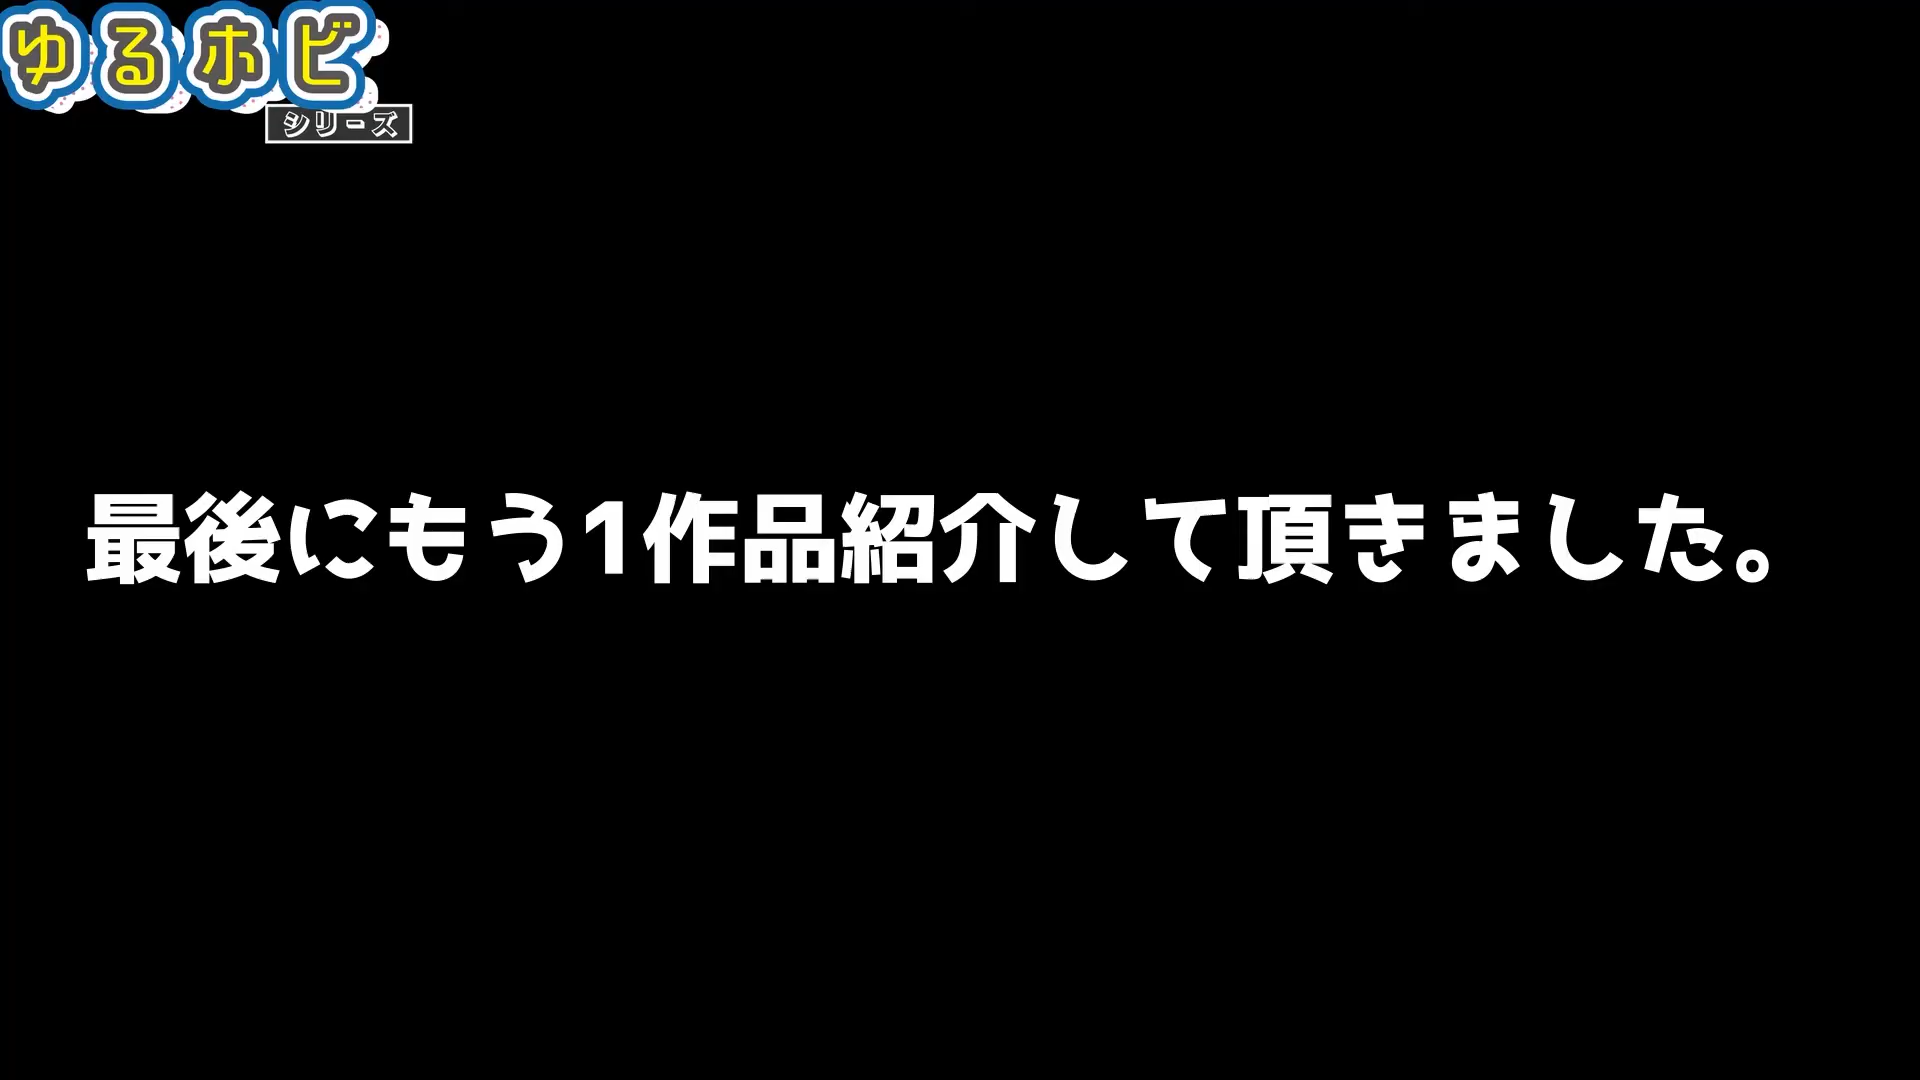 ゆるホビ
シリーズ
最後にもう1作品紹介して頂きました。